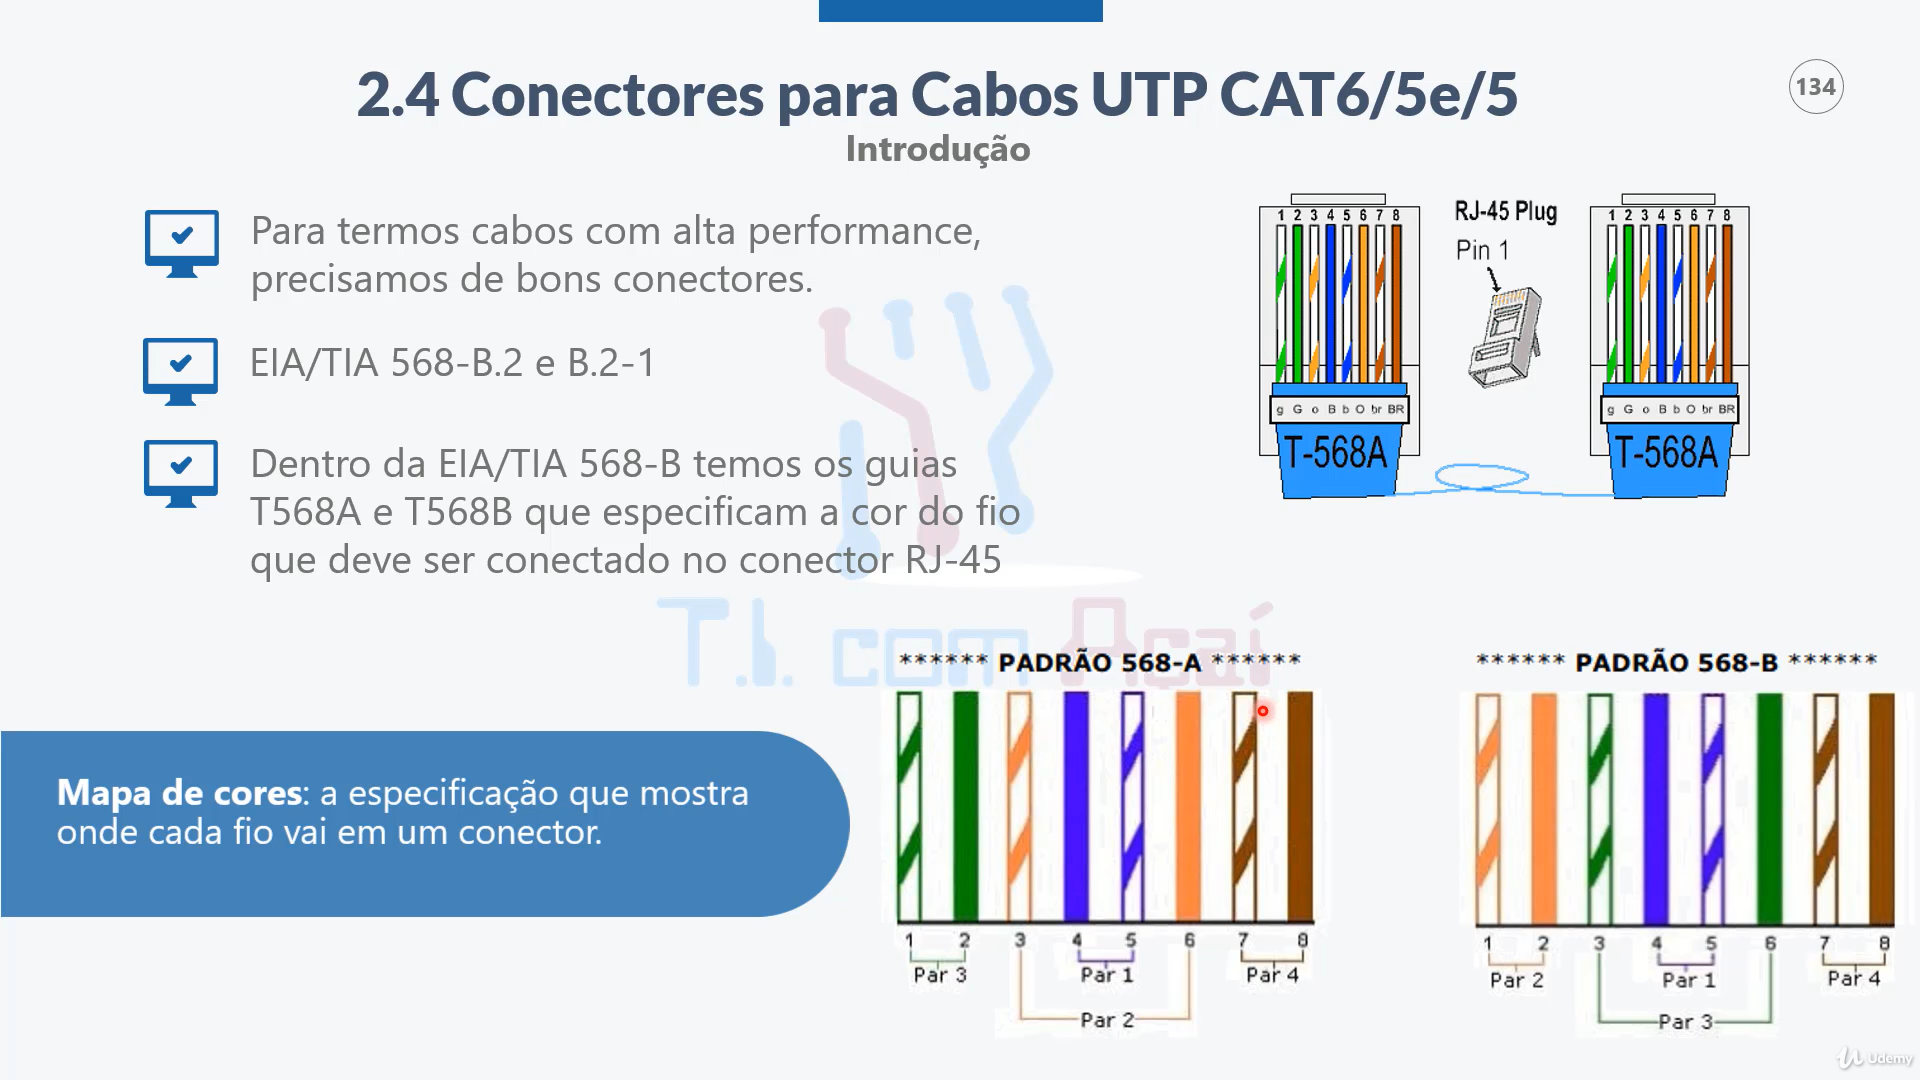 2.4 Conectores para Cabos UTP CAT6/5e/5
134
Introdução
Para termos cabos com alta performance,
precisamos de bons conectores.
EIA/TIA 568-B.2 e B.2-1
Dentro da EIA/TIA 568-B temos os guias
T568A e T568B que especificam a cor do fio
que deve ser conectado no conector RJ-45
1 2 3 4 5 6 7 8
g G o B b O br BR
T-568A
RJ-45 Plug
Pin 1
1 2 3 4 5 6 7 8
g G o B b O br BR
T-568A
T.I. com Açaí
Mapa de cores: a especificação que mostra
onde cada fio vai em um conector.
****** PADRÃO 568-A ******
1 2 3 4 5 6 7 8
Par 3 Par 1 Par 4
Par 2
****** PADRÃO 568-B ******
1 2 3 4 5 6 7 8
Par 2 Par 1 Par 4
Par 3
Udemy